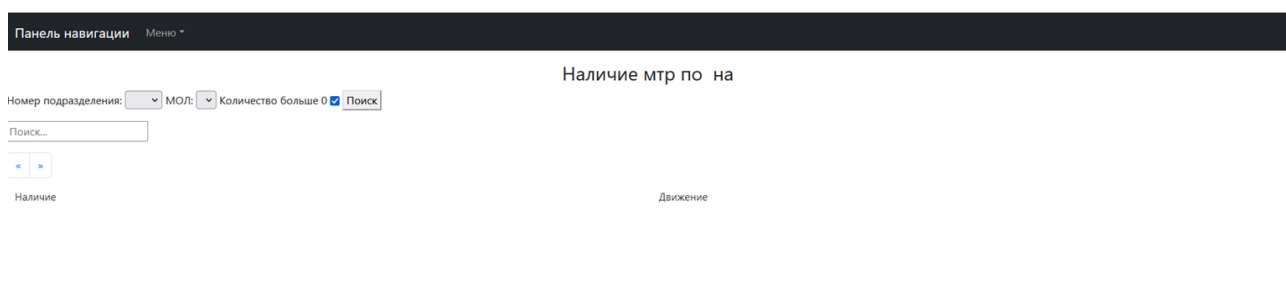 Панель навигации Меню
Наличие мтр по на
Номер подразделения: МОЛ: Количество больше 0 Поиск
Поиск...
« »
Наличие Движение